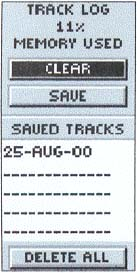 TRACK LOG
11%
MEMORY USED
CLEAR
SAVE
SAVED TRACKS
25-AUG-00
--------------
--------------
--------------
--------------
DELETE ALL